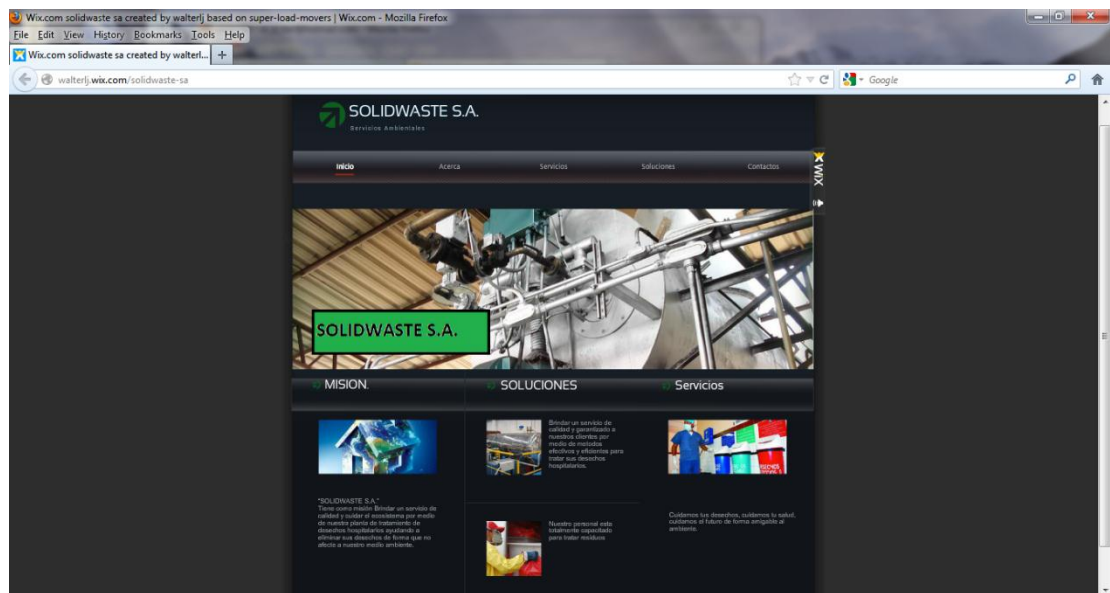 Wix.com solidwaste sa created by walterlj based on super-load-movers | Wix.com - Mozilla Firefox
File Edit View History Bookmarks Tools Help
Wix.com solidwaste sa created by walterl... +
walterlj.wix.com/solidwaste-sa
Google
SOLIDWASTE S.A.
Servicios Ambientales
Inicio Acerca Servicios Soluciones Contactos
WIX
SOLIDWASTE S.A.
MISION.
"SOLIDWASTE S.A."
Tiene como misión Brindar un servicio de
calidad y cuidar el ecosistema por medio
de nuestra planta de tratamiento de
desechos hospitalarios ayudando a
eliminar sus desechos de forma que no
afecte a nuestro medio ambiente.
SOLUCIONES
Brindar un servicio de
calidad y garantizado a
nuestros clientes por
medio de metodos
efectivos y eficientes para
tratar sus desechos
hospitalarios.
Nuestro personal esta
totalmente capacitado
para tratar residuos
Servicios
Cuidamos tus desechos, cuidamos tu salud,
cuidamos el futuro de forma amigable al
ambiente.